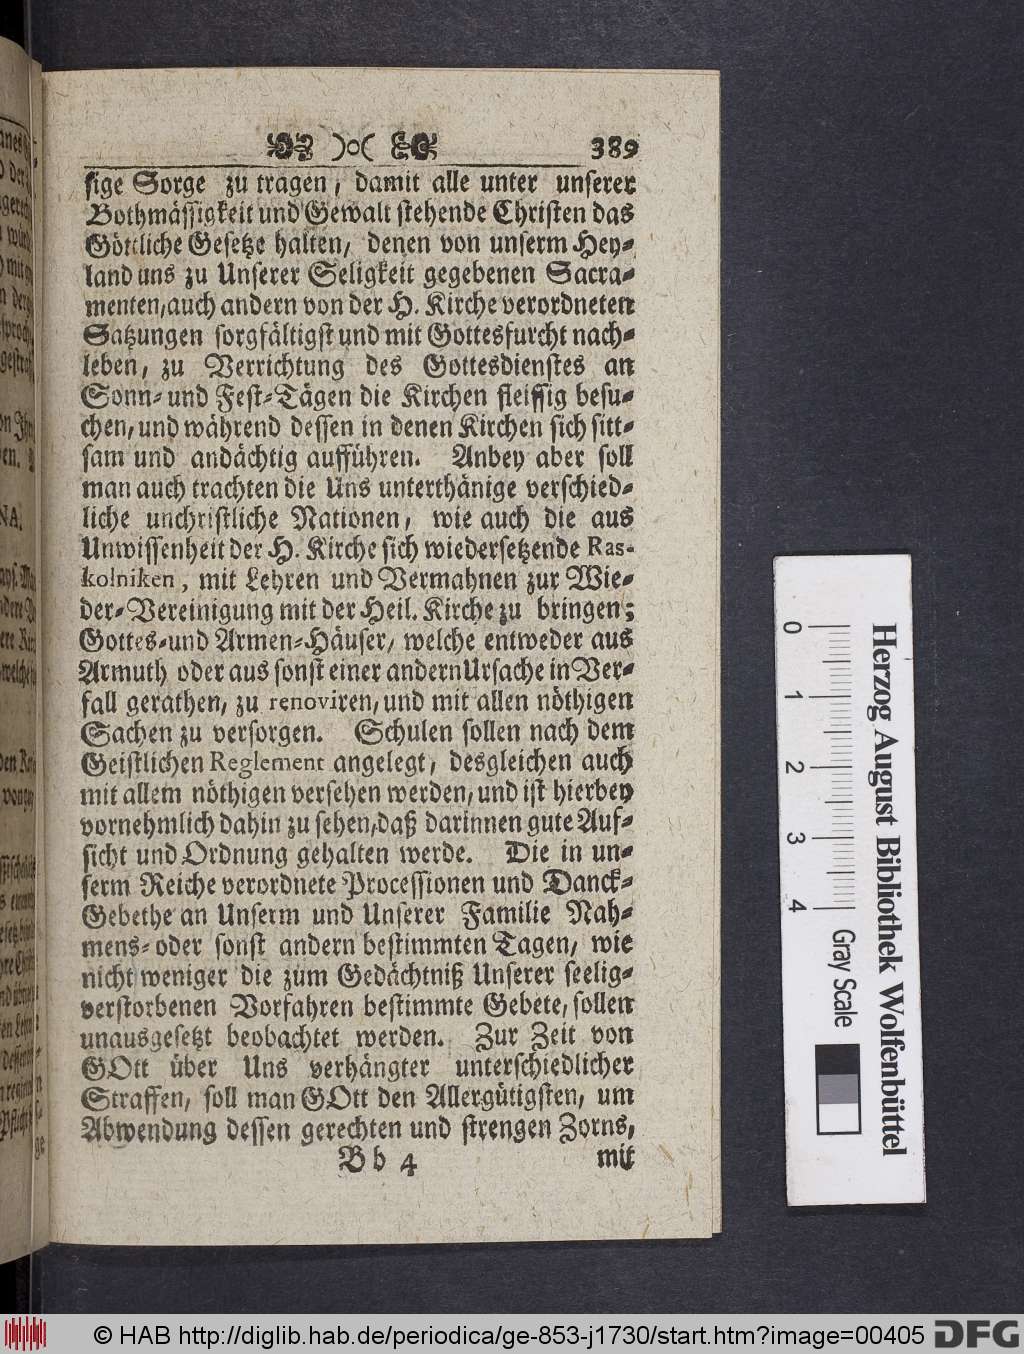 389
sige Sorge zu tragen, damit alle unter unserer
Bothmässigkeit und Gewalt stehende Christen das
Göttliche Gesetze halten, denen von unserm Hey-
land uns zu Unserer Seligkeit gegebenen Sacra-
menten, auch andern von der H. Kirche verordneten
Satzungen sorgfältigst und mit Gottesfurcht nach-
leben, zu Verrichtung des Gottesdienstes an
Sonn- und Fest-Tägen die Kirchen fleissig besu-
chen, und während dessen in denen Kirchen sich sitt-
sam und andächtig aufführen. Anbey aber soll
man auch trachten die Uns unterthänige verschied-
liche unchristliche Nationen, wie auch die aus
Unwissenheit der H. Kirche sich wiedersetzende Ras-
kolniken, mit Lehren und Vermahnen zur Wie-
der-Vereinigung mit der Heil. Kirche zu bringen;
Gottes- und Armen-Häuser, welche entweder aus
Armuth oder aus sonst einer andern Ursache in Ver-
fall gerathen, zu renoviren, und mit allen nöthigen
Sachen zu versorgen. Schulen sollen nach dem
Geistlichen Reglement angelegt, desgleichen auch
mit allem nöthigen versehen werden, und ist hierbey
vornehmlich dahin zu sehen, daß darinnen gute Auf-
sicht und Ordnung gehalten werde. Die in un-
serm Reiche verordnete Processionen und Danck-
Gebethe an Unserm und Unserer Familie Nah-
mens- oder sonst andern bestimmten Tagen, wie
nicht weniger die zum Gedächtniß Unserer seelig-
verstorbenen Vorfahren bestimmte Gebete, sollen
unausgesetzt beobachtet werden. Zur Zeit von
GOtt über Uns verhängter unterschiedlicher
Straffen, soll man GOtt den Allergütigsten, um
Abwendung dessen gerechten und strengen Zorns,
B b 4 mit
0 1 2 3 4
Gray Scale
Herzog August Bibliothek Wolfenbüttel
© HAB http://diglib.hab.de/periodica/ge-853-j1730/start.htm?image=00405 DFG